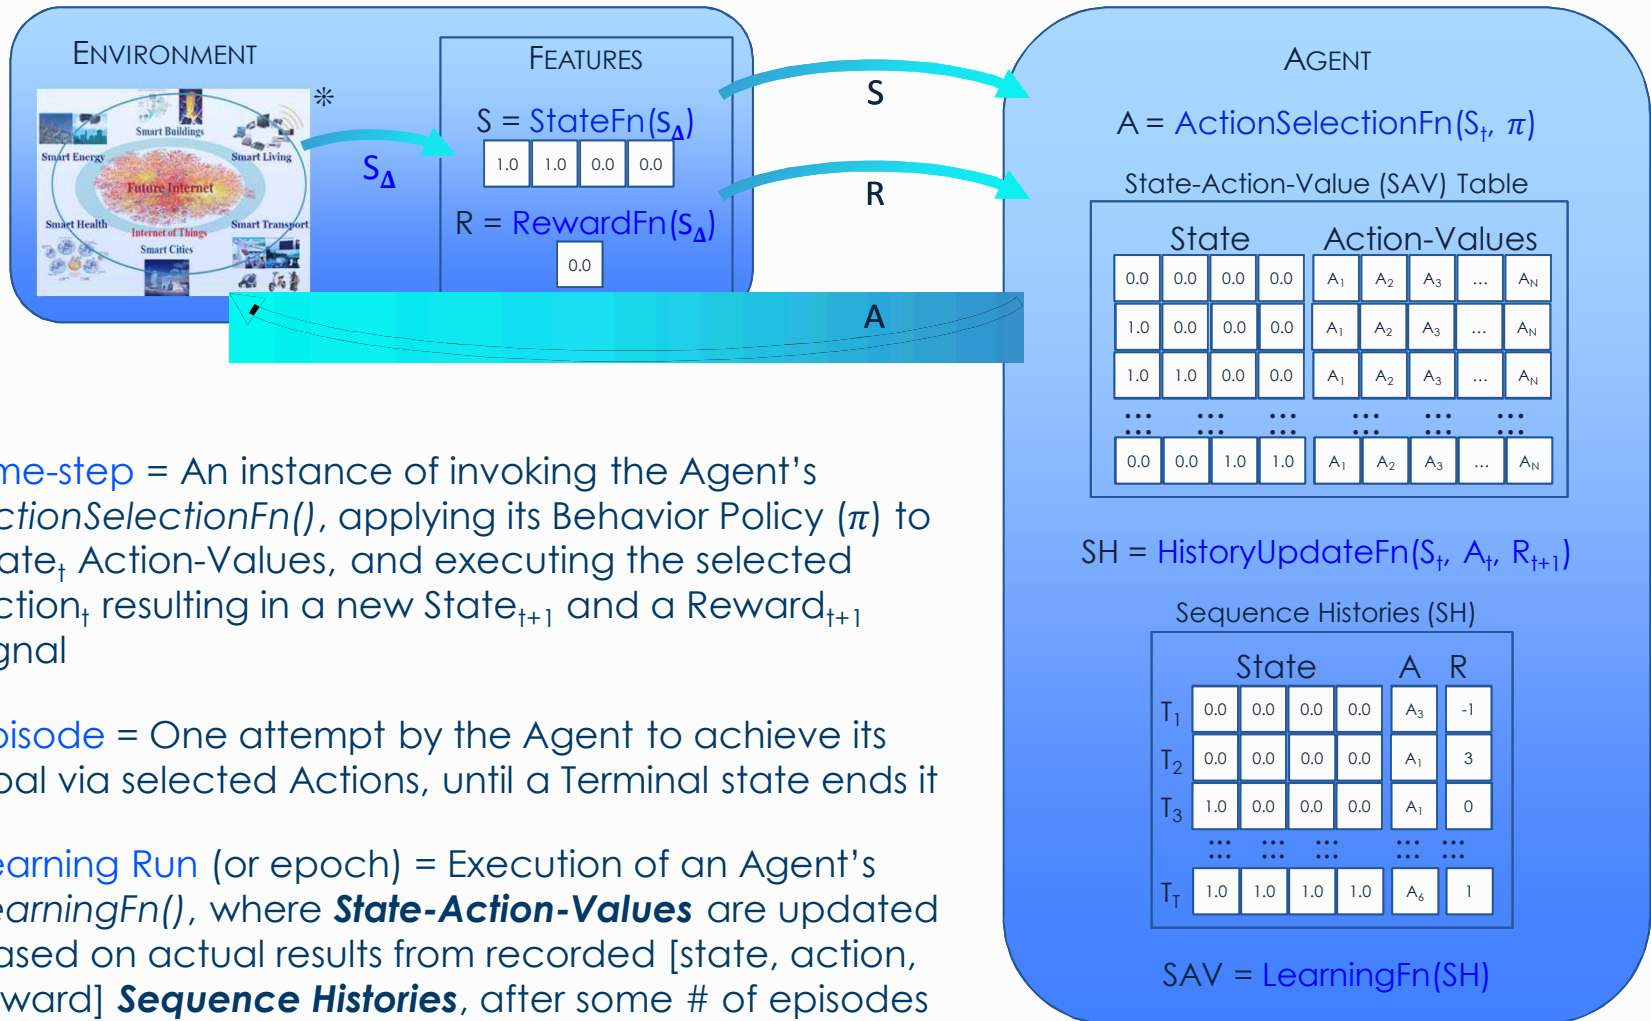 ENVIRONMENT
*
Smart Buildings
Smart Energy
Smart Living
Future Internet
Smart Health
Internet of Things
Smart Transport
Smart Cities
SΔ
FEATURES
S = StateFn(SΔ)
1.0 1.0 0.0 0.0
R = RewardFn(SΔ)
0.0
S
R
A
AGENT
A = ActionSelectionFn(St, π)
State-Action-Value (SAV) Table
State Action-Values
0.0 0.0 0.0 0.0 A1 A2 A3 ... AN
1.0 0.0 0.0 0.0 A1 A2 A3 ... AN
1.0 1.0 0.0 0.0 A1 A2 A3 ... AN
... ... ... ... ... ...
... ... ... ... ... ...
0.0 0.0 1.0 1.0 A1 A2 A3 ... AN
SH = HistoryUpdateFn(St, At, Rt+1)
Sequence Histories (SH)
State A R
T1 0.0 0.0 0.0 0.0 A3 -1
T2 0.0 0.0 0.0 0.0 A1 3
T3 1.0 0.0 0.0 0.0 A1 0
... ... ... ... ...
... ... ... ... ...
TT 1.0 1.0 1.0 1.0 A6 1
SAV = LearningFn(SH)
me-step = An instance of invoking the Agent's
ctionSelectionFn(), applying its Behavior Policy (π) to
atet Action-Values, and executing the selected
ctiont resulting in a new Statet+1 and a Rewardt+1
gnal
pisode = One attempt by the Agent to achieve its
oal via selected Actions, until a Terminal state ends it
earning Run (or epoch) = Execution of an Agent's
earningFn(), where State-Action-Values are updated
ased on actual results from recorded [state, action,
ward] Sequence Histories, after some # of episodes